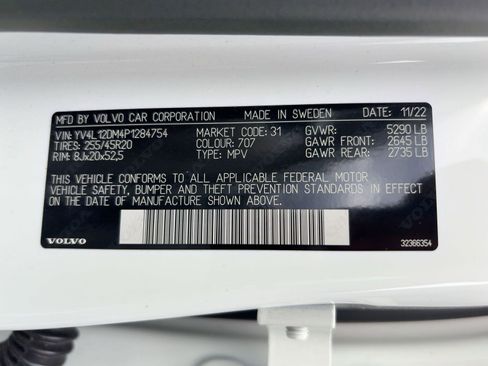 MFD BY VOLVO CAR CORPORATION MADE IN SWEDEN DATE: 11/22
VIN: YV4L12DM4P1284754 MARKET CODE: 31 GVWR: 5290 LB
TIRES: 255/45R20 COLOUR: 707 GAWR FRONT: 2645 LB
RIM: 8Jx20x52,5 TYPE: MPV GAWR REAR: 2735 LB
THIS VEHICLE CONFORMS TO ALL APPLICABLE FEDERAL MOTOR
VEHICLE SAFETY, BUMPER AND THEFT PREVENTION STANDARDS IN EFFECT
ON THE DATE OF MANUFACTURE SHOWN ABOVE.
VOLVO 32366354